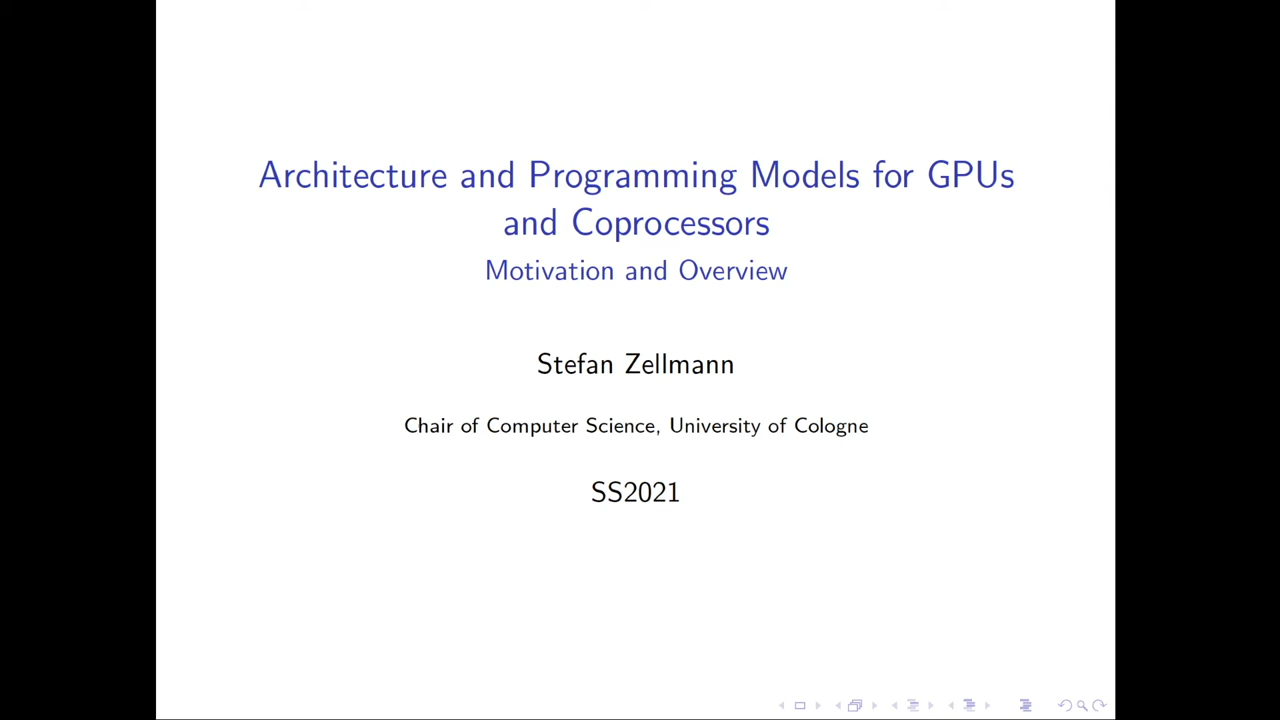 Architecture and Programming Models for GPUs
and Coprocessors
Motivation and Overview
Stefan Zellmann
Chair of Computer Science, University of Cologne
SS2021